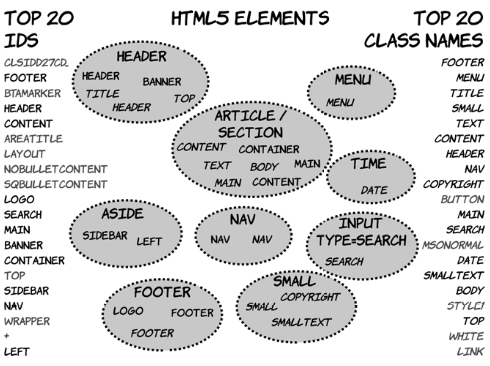 TOP 20
IDS
HTML5 ELEMENTS
TOP 20
CLASS NAMES
CLSIDD27CD...
FOOTER
BTAMARKER
HEADER
CONTENT
AREATITLE
LAYOUT
NOBULLETCONTENT
SQBULLETCONTENT
LOGO
SEARCH
MAIN
BANNER
CONTAINER
TOP
SIDEBAR
NAV
WRAPPER
+
LEFT
HEADER
HEADER BANNER
TITLE TOP
HEADER
MENU
MENU
ARTICLE /
SECTION
CONTENT CONTAINER
TEXT BODY MAIN
MAIN CONTENT
TIME
DATE
ASIDE
SIDEBAR LEFT
NAV
NAV NAV
INPUT
TYPE=SEARCH
SEARCH
FOOTER
LOGO FOOTER
FOOTER
SMALL
COPYRIGHT
SMALL
SMALLTEXT
FOOTER
MENU
TITLE
SMALL
TEXT
CONTENT
HEADER
NAV
COPYRIGHT
BUTTON
MAIN
SEARCH
MSONORMAL
DATE
SMALLTEXT
BODY
STYLE1
TOP
WHITE
LINK